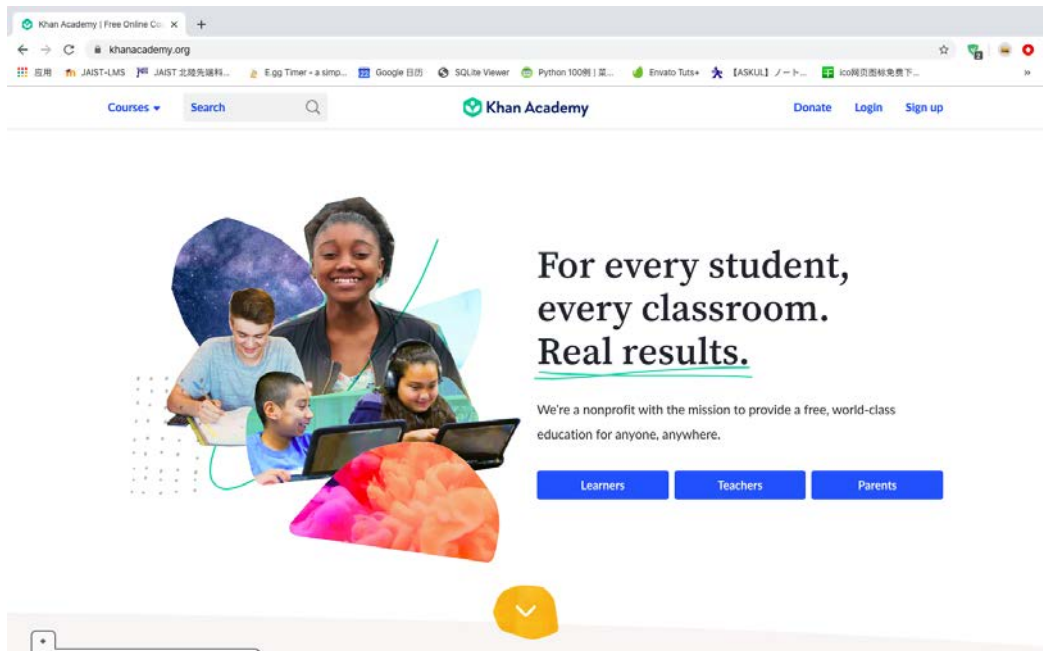 Khan Academy | Free Online Co
khanacademy.org
应用 JAIST-LMS JAIST 北陸先端科... E.gg Timer - a simp... Google 日历 SQLite Viewer Python 100例 | 菜... Envato Tuts+ 【ASKUL】ノート... ico网页图标免费下... »
Courses Search Khan Academy Donate Login Sign up
For every student,
every classroom.
Real results.
We're a nonprofit with the mission to provide a free, world-class
education for anyone, anywhere.
Learners Teachers Parents